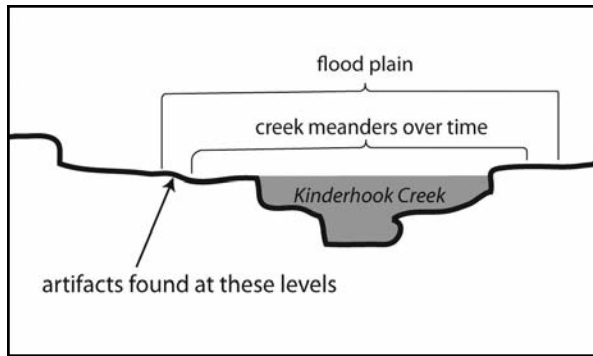 flood plain
creek meanders over time
Kinderhook Creek
artifacts found at these levels